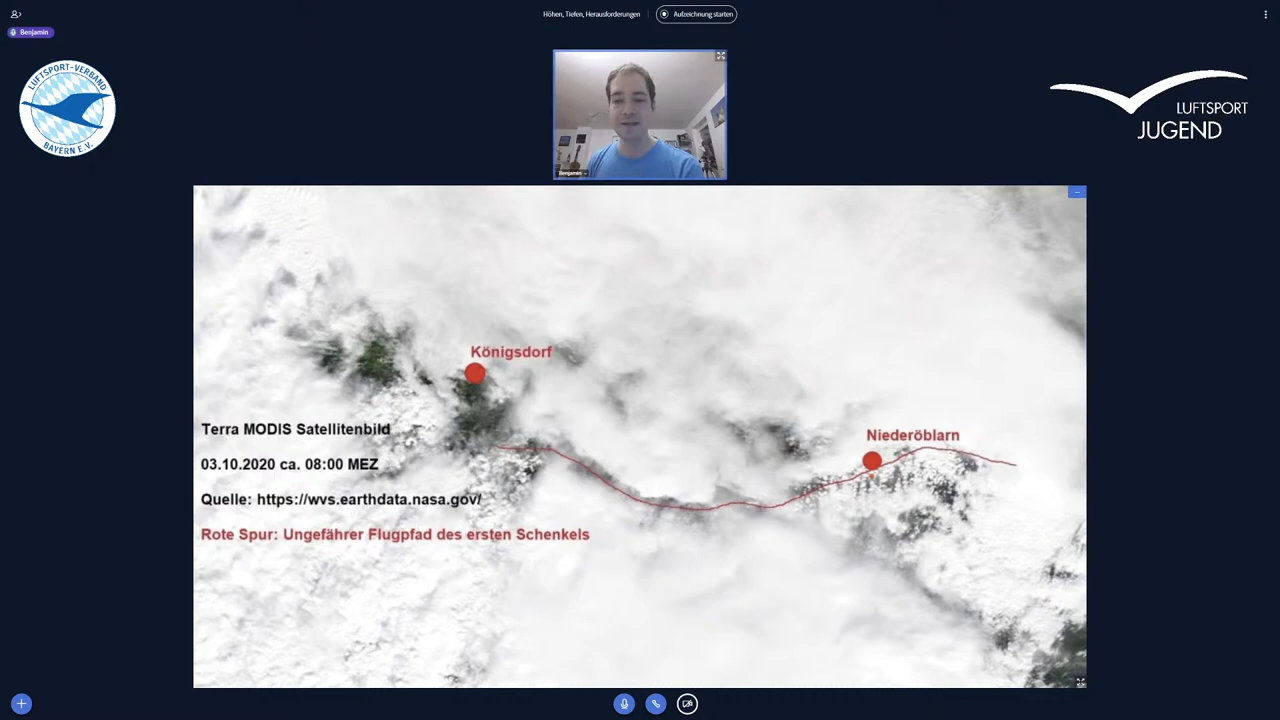 Höhen, Tiefen, Herausforderungen
Aufzeichnung starten
Benjamin
LUFTSPORT-VERBAND
BAYERN E.V.
Benjamin
LUFTSPORT
JUGEND
Königsdorf
Niederöblarn
Terra MODIS Satellitenbild
03.10.2020 ca. 08:00 MEZ
Quelle: https://wvs.earthdata.nasa.gov/
Rote Spur: Ungefährer Flugpfad des ersten Schenkels